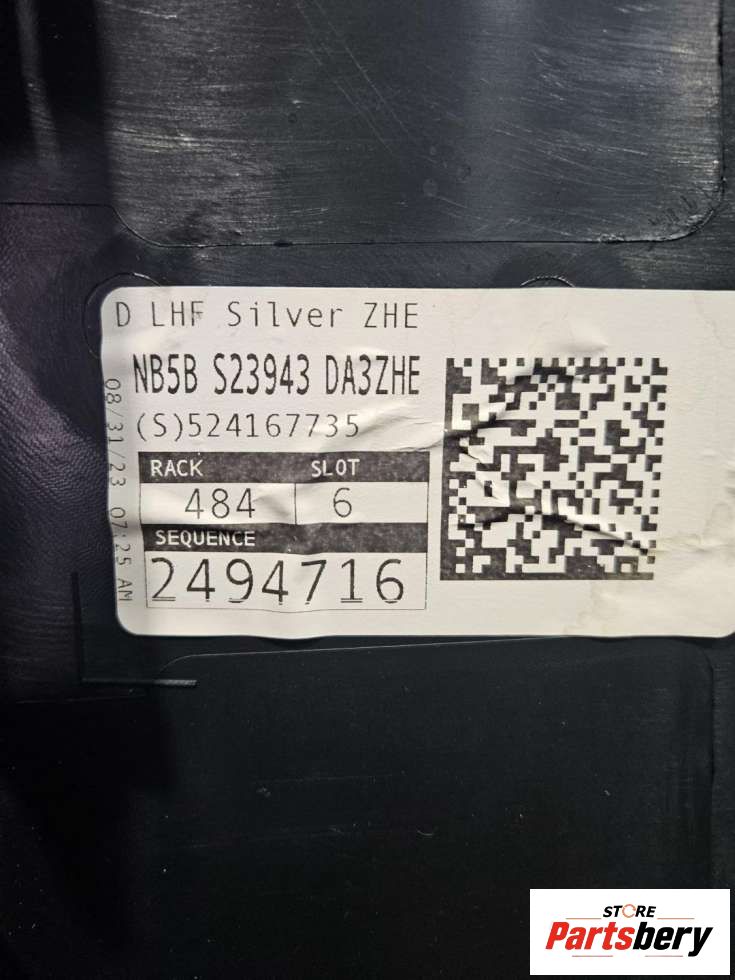 D LHF Silver ZHE
NB5B S23943 DA3ZHE
(S)524167735
RACK SLOT
484 6
SEQUENCE
2494716
08/31/23 07:25 AM
STORE
Partsbery